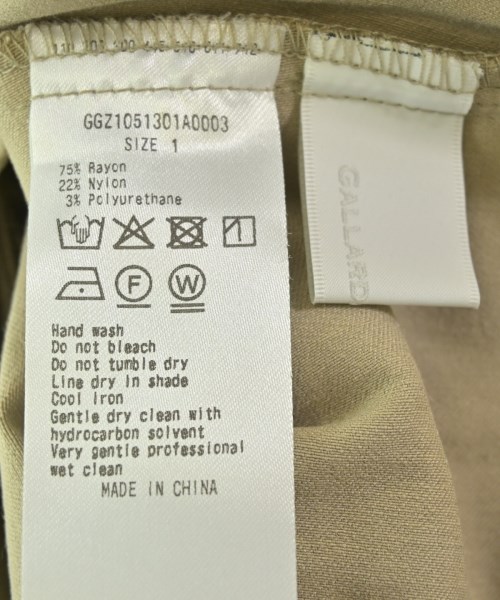 GGZ1051301A0003
SIZE 1
75% Rayon
22% Nylon
3% Polyurethane
F W
Hand wash
Do not bleach
Do not tumble dry
Line dry in shade
Cool iron
Gentle dry clean with
hydrocarbon solvent
Very gentle professional
wet clean
MADE IN CHINA
GALLARD